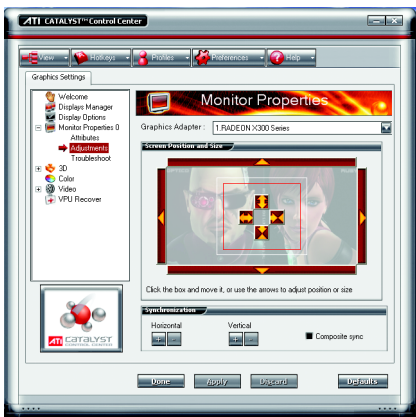 ATI CATALYST™ Control Center
View
Hotkeys
Profiles
Preferences
Help
Graphics Settings
Welcome
Displays Manager
Display Options
Monitor Properties 0
Attributes
Adjustments
Troubleshoot
3D
Color
Video
VPU Recover
ATI CATALYST
CONTROL CENTER
Monitor Properties
Graphics Adapter :
1.RADEON X300 Series
Screen Position and Size
Click the box and move it, or use the arrows to adjust position or size
Synchronization
Horizontal
Vertical
+ -
+ -
Composite sync
Done
Apply
Discard
Defaults